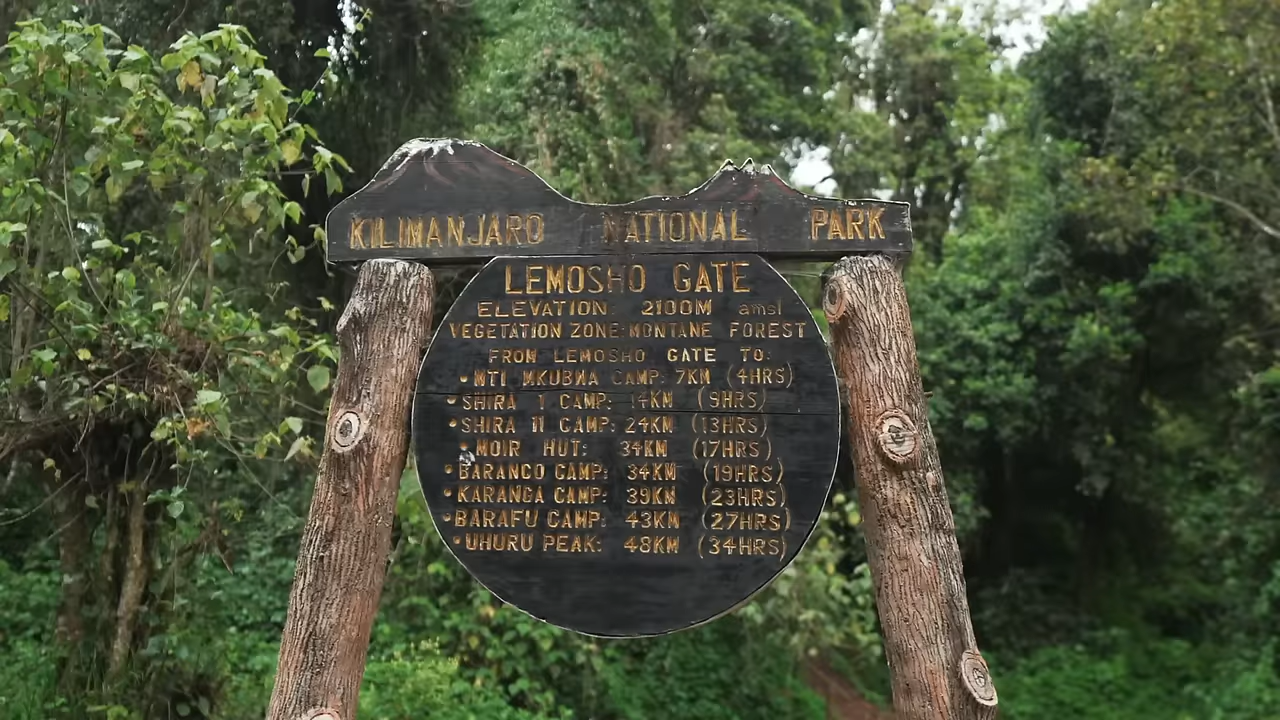 KILIMANJARO NATIONAL PARK
LEMOSHO GATE
ELEVATION: 2100M amsl
VEGETATION ZONE: MONTANE FOREST
FROM LEMOSHO GATE TO:
• MTI MKUBWA CAMP: 7KM (4HRS)
• SHIRA 1 CAMP: 14KM (9HRS)
• SHIRA 11 CAMP: 24KM (13HRS)
• MOIR HUT: 34KM (17HRS)
• BARANCO CAMP: 34KM (19HRS)
• KARANGA CAMP: 39KM (23HRS)
• BARAFU CAMP: 43KM (27HRS)
• UHURU PEAK: 48KM (34HRS)